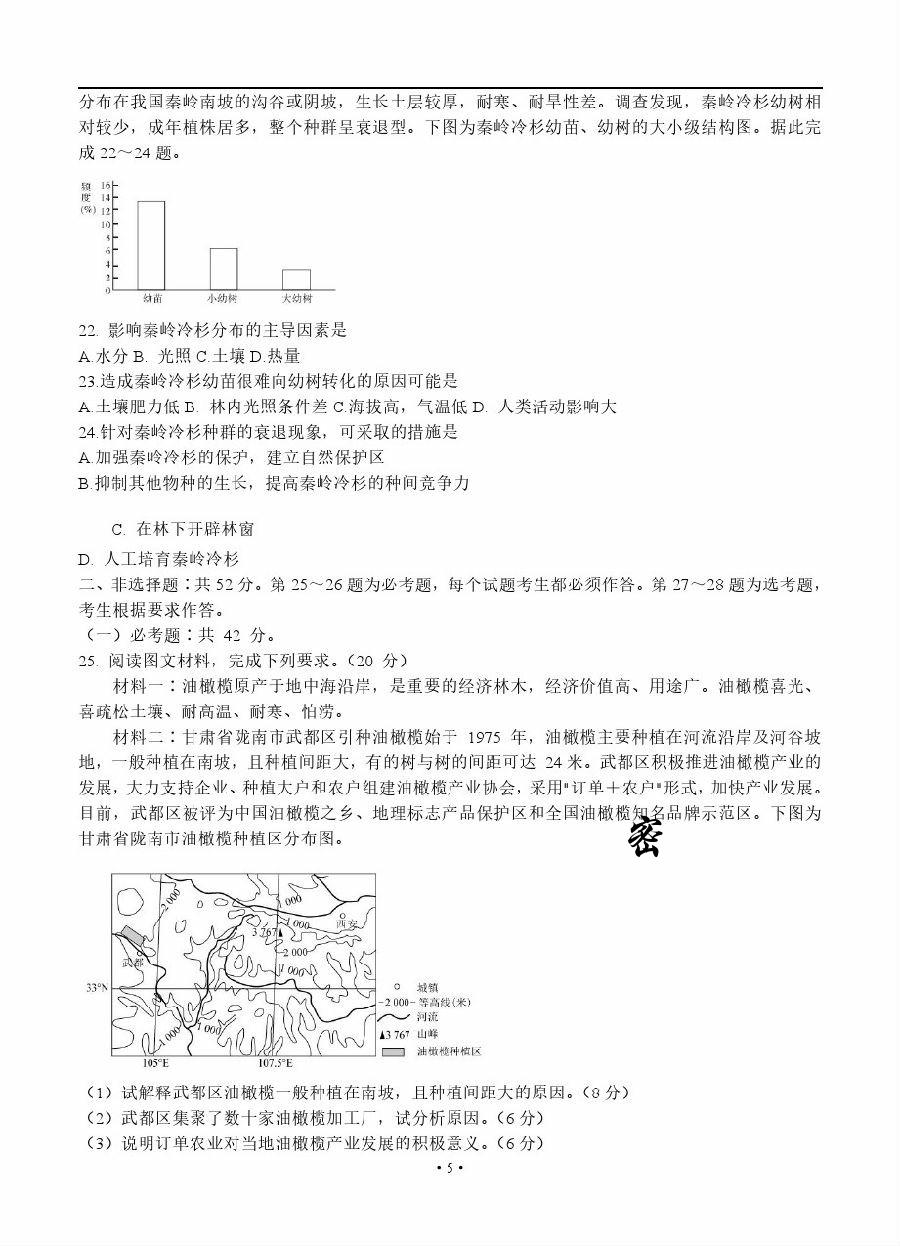 分布在我国秦岭南坡的沟谷或阴坡，生长土层较厚，耐寒、耐旱性差。调查发现，秦岭冷杉幼树相
对较少，成年植株居多，整个种群呈衰退型。下图为秦岭冷杉幼苗、幼树的大小级结构图。据此完
成 22～24 题。
频度(%)
16
14
12
10
8
6
4
2
0
幼苗 小幼树 大幼树
22. 影响秦岭冷杉分布的主导因素是
A.水分 B. 光照 C.土壤 D.热量
23.造成秦岭冷杉幼苗很难向幼树转化的原因可能是
A.土壤肥力低 B. 林内光照条件差 C.海拔高，气温低 D. 人类活动影响大
24.针对秦岭冷杉种群的衰退现象，可采取的措施是
A.加强秦岭冷杉的保护，建立自然保护区
B.抑制其他物种的生长，提高秦岭冷杉的种间竞争力
C. 在林下开辟林窗
D. 人工培育秦岭冷杉
二、非选择题：共 52 分。第 25～26 题为必考题，每个试题考生都必须作答。第 27～28 题为选考题，
考生根据要求作答。
（一）必考题：共 42 分。
25. 阅读图文材料，完成下列要求。（20 分）
材料一：油橄榄原产于地中海沿岸，是重要的经济林木，经济价值高、用途广。油橄榄喜光、
喜疏松土壤、耐高温、耐寒、怕涝。
材料二：甘肃省陇南市武都区引种油橄榄始于 1975 年，油橄榄主要种植在河流沿岸及河谷坡
地，一般种植在南坡，且种植间距大，有的树与树的间距可达 24 米。武都区积极推进油橄榄产业的
发展，大力支持企业、种植大户和农户组建油橄榄产业协会，采用"订单＋农户"形式，加快产业发展。
目前，武都区被评为中国油橄榄之乡、地理标志产品保护区和全国油橄榄知名品牌示范区。下图为
甘肃省陇南市油橄榄种植区分布图。
密
2 000
1 000
1 000
西安
3 767
2 000
1 000
武都
33°N
1 000
1 000
105°E 107.5°E
城镇
2 000 等高线(米)
河流
3 767 山峰
油橄榄种植区
（1）试解释武都区油橄榄一般种植在南坡，且种植间距大的原因。（8 分）
（2）武都区集聚了数十家油橄榄加工厂，试分析原因。（6 分）
（3）说明订单农业对当地油橄榄产业发展的积极意义。（6 分）
• 5 •